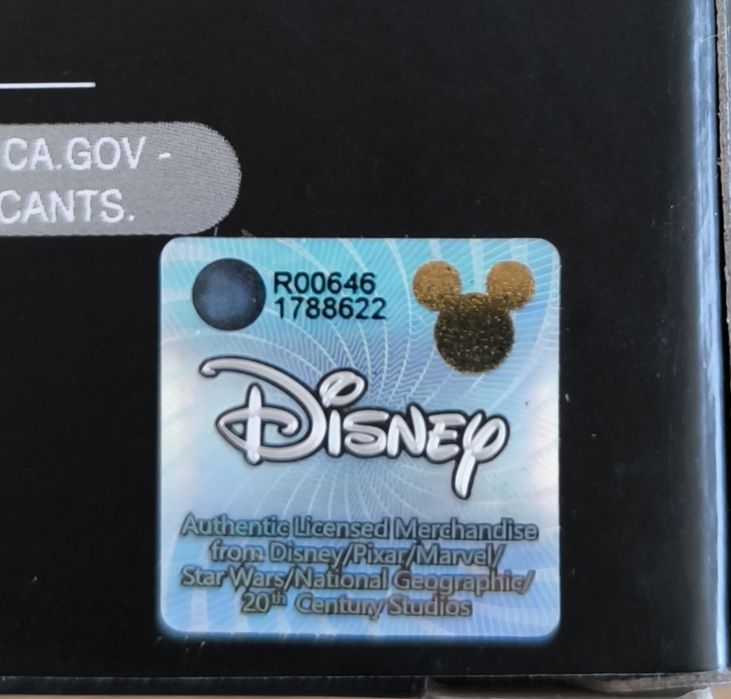 CA.GOV -
CANTS.
R00646
1788622
Disney
Authentic Licensed Merchandise
from Disney/Pixar/Marvel/
Star Wars/National Geographic/
20th Century Studios